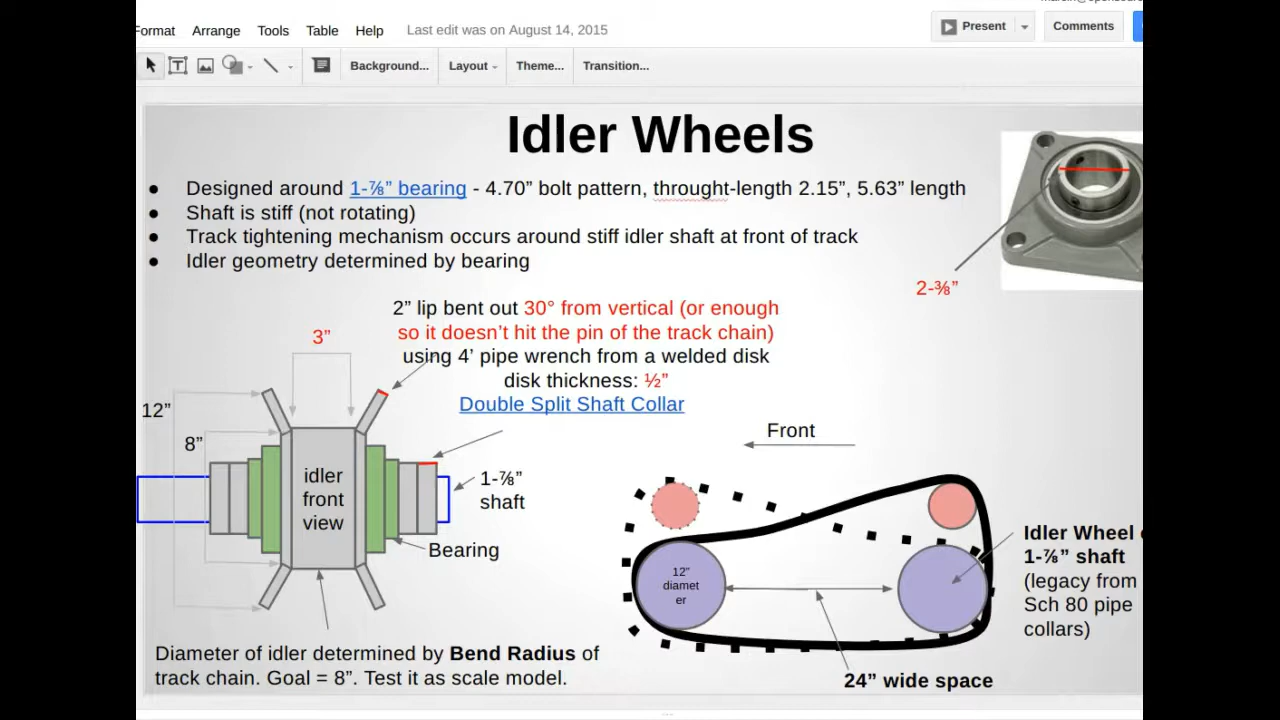 ormat Arrange Tools Table Help Last edit was on August 14, 2015
Present Comments
Background... Layout Theme... Transition...
Idler Wheels
● Designed around 1-⅞” bearing - 4.70” bolt pattern, throught-length 2.15”, 5.63” length
● Shaft is stiff (not rotating)
● Track tightening mechanism occurs around stiff idler shaft at front of track
● Idler geometry determined by bearing
2-⅜”
2” lip bent out 30° from vertical (or enough
so it doesn’t hit the pin of the track chain)
using 4’ pipe wrench from a welded disk
disk thickness: ½”
Double Split Shaft Collar
3”
12”
8”
idler
front
view
1-⅞”
shaft
Bearing
Front
12”
diamet
er
Idler Wheel
1-⅞” shaft
(legacy from
Sch 80 pipe
collars)
24” wide space
Diameter of idler determined by Bend Radius of
track chain. Goal = 8”. Test it as scale model.